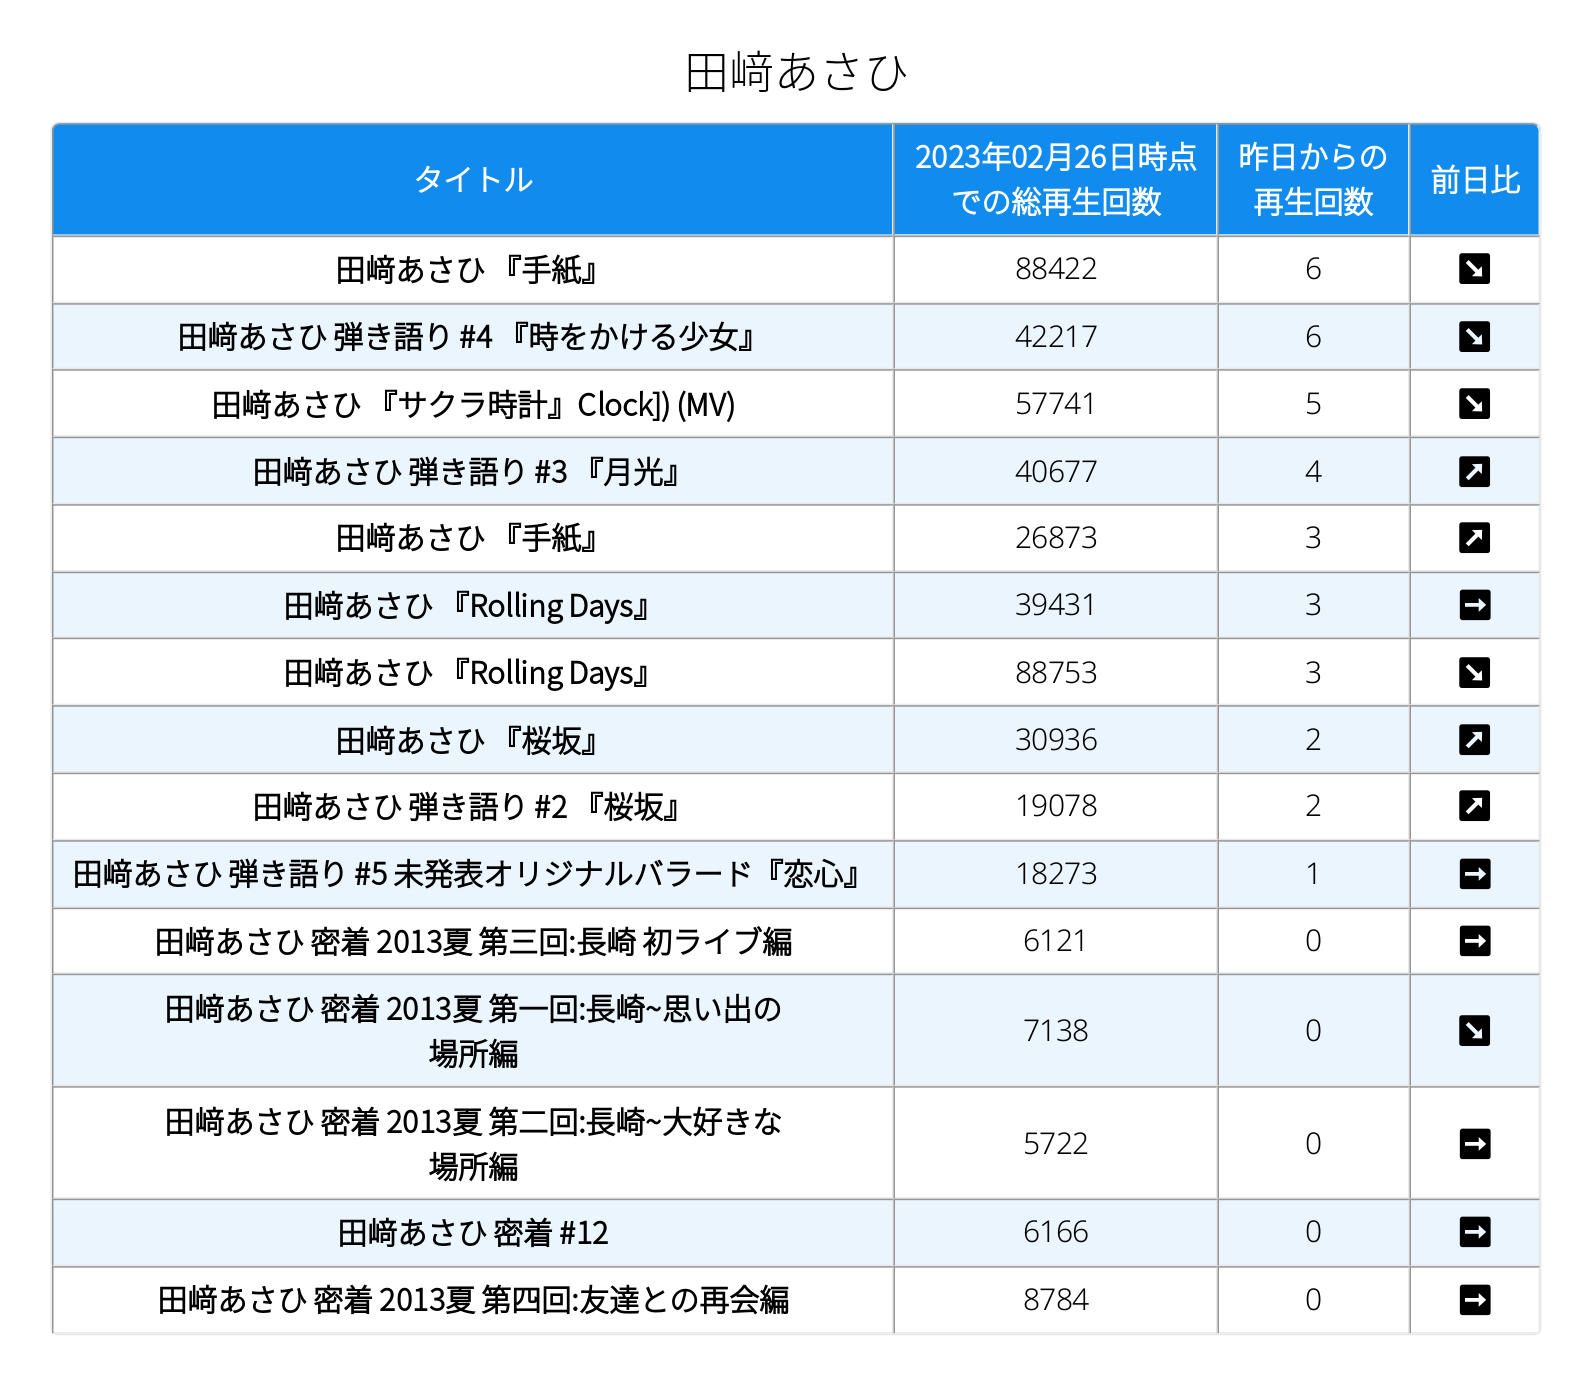 田﨑あさひ
タイトル
2023年02月26日時点
での総再生回数
昨日からの
再生回数
前日比
田﨑あさひ 『手紙』 88422 6 ➘
田﨑あさひ 弾き語り #4 『時をかける少女』 42217 6 ➘
田﨑あさひ 『サクラ時計』Clock]) (MV) 57741 5 ➘
田﨑あさひ 弾き語り #3 『月光』 40677 4 ➚
田﨑あさひ 『手紙』 26873 3 ➚
田﨑あさひ 『Rolling Days』 39431 3 ➙
田﨑あさひ 『Rolling Days』 88753 3 ➘
田﨑あさひ 『桜坂』 30936 2 ➚
田﨑あさひ 弾き語り #2 『桜坂』 19078 2 ➚
田﨑あさひ 弾き語り #5 未発表オリジナルバラード『恋心』 18273 1 ➙
田﨑あさひ 密着 2013夏 第三回:長崎 初ライブ編 6121 0 ➙
田﨑あさひ 密着 2013夏 第一回:長崎~思い出の
場所編 7138 0 ➘
田﨑あさひ 密着 2013夏 第二回:長崎~大好きな
場所編 5722 0 ➙
田﨑あさひ 密着 #12 6166 0 ➙
田﨑あさひ 密着 2013夏 第四回:友達との再会編 8784 0 ➙